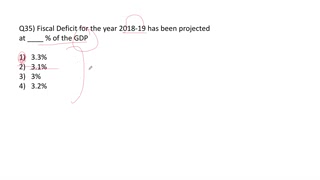 Q35) Fiscal Deficit for the year 2018-19 has been projected
at ____ % of the GDP
1) 3.3%
2) 3.1%
3) 3%
4) 3.2%